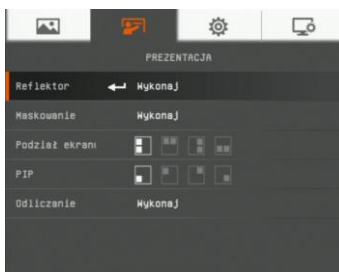 PREZENTACJA
Reflektor Wykonaj
Maskowanie Wykonaj
Podział ekranu
PIP
Odliczanie Wykonaj